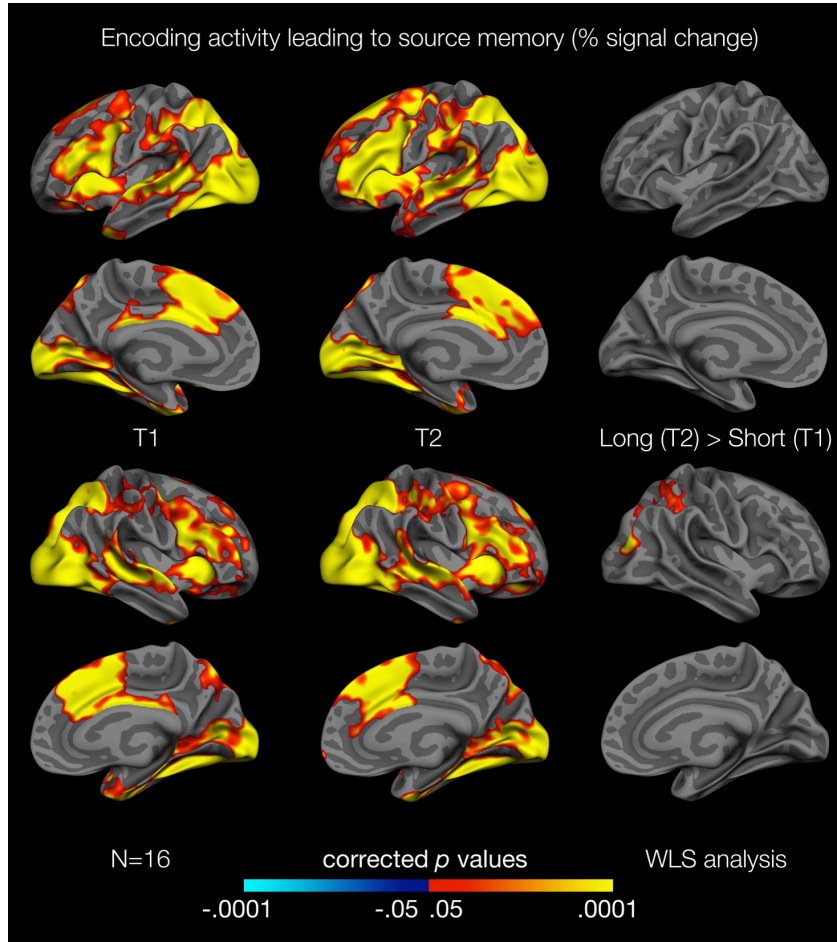 Encoding activity leading to source memory (% signal change)
T1 T2 Long (T2) > Short (T1)
N=16 corrected p values WLS analysis
-.0001 -.05 .05 .0001